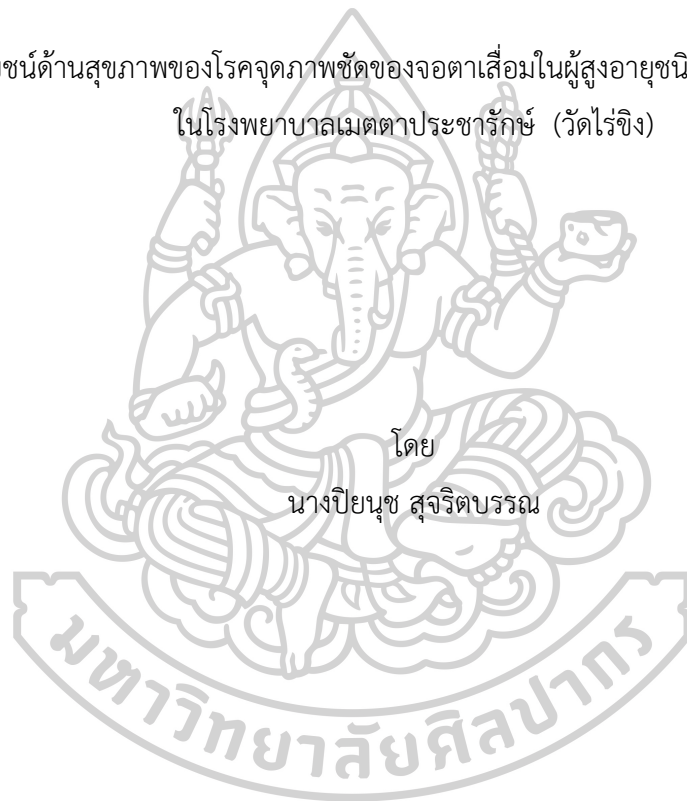 ชน์ด้านสุขภาพของโรคจุดภาพชัดของจอตาเสื่อมในผู้สูงอายุชนิ
ในโรงพยาบาลเมตตาประชารักษ์ (วัดไร่ขิง)
โดย
นางปิยนุช สุจริตบรรณ
มหาวิทยาลัยศิลปากร